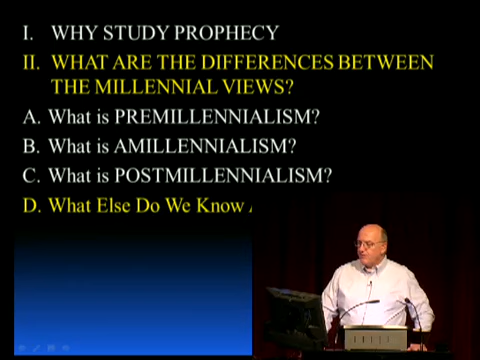 I. WHY STUDY PROPHECY
II. WHAT ARE THE DIFFERENCES BETWEEN
THE MILLENNIAL VIEWS?
A. What is PREMILLENNIALISM?
B. What is AMILLENNIALISM?
C. What is POSTMILLENNIALISM?
D. What Else Do We Know